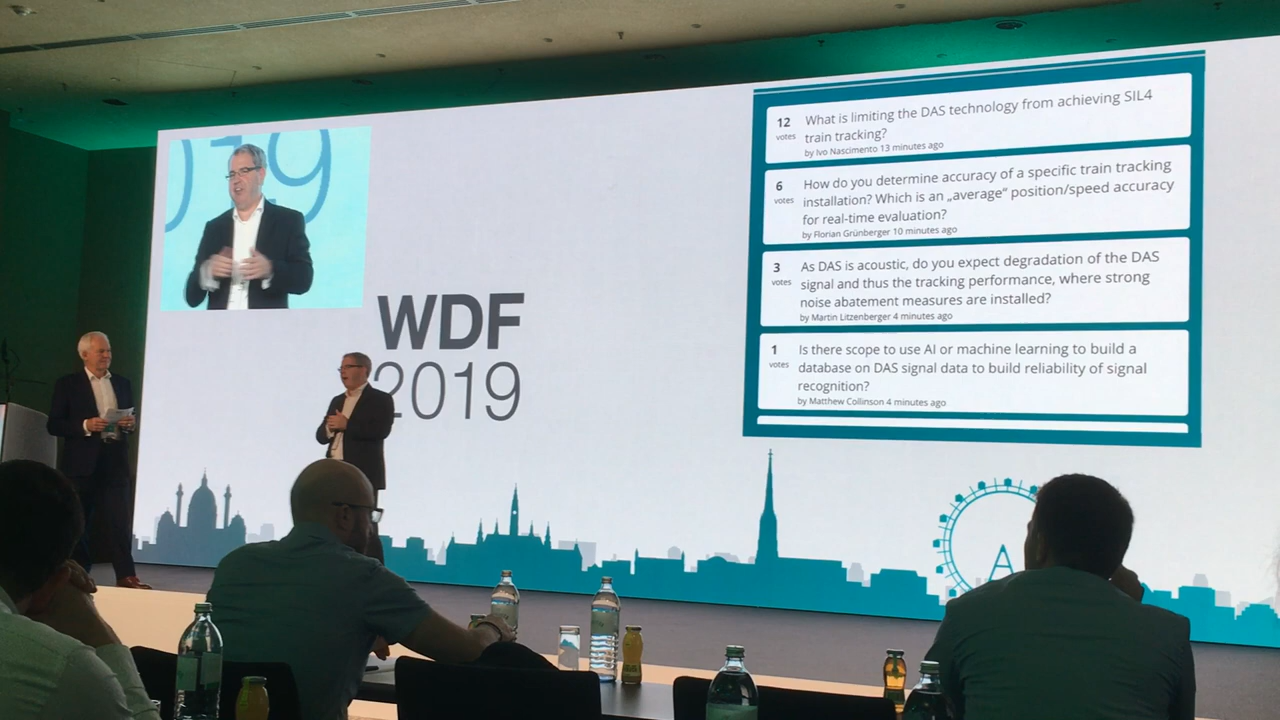 019
WDF
2019
12
votes
What is limiting the DAS technology from achieving SIL4
train tracking?
by Ivo Nascimento 13 minutes ago
6
votes
How do you determine accuracy of a specific train tracking
installation? Which is an „average“ position/speed accuracy
for real-time evaluation?
by Florian Grünberger 10 minutes ago
3
votes
As DAS is acoustic, do you expect degradation of the DAS
signal and thus the tracking performance, where strong
noise abatement measures are installed?
by Martin Litzenberger 4 minutes ago
1
votes
Is there scope to use AI or machine learning to build a
database on DAS signal data to build reliability of signal
recognition?
by Matthew Collinson 4 minutes ago